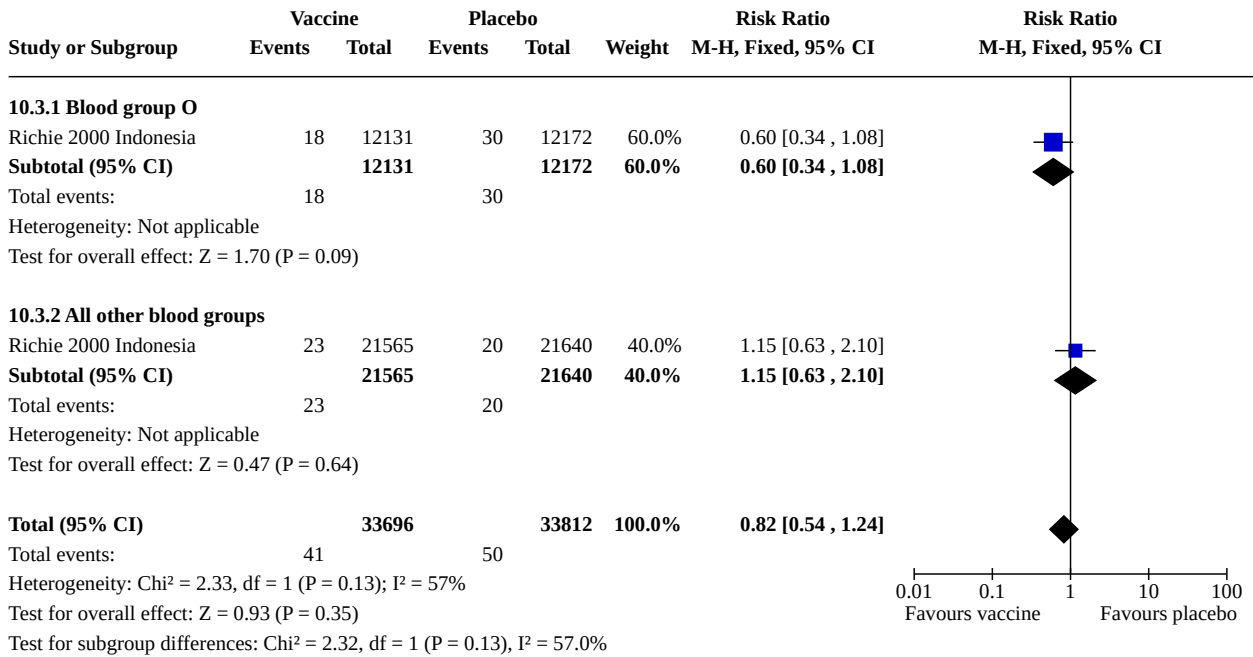 Vaccine Placebo Risk Ratio Risk Ratio
Study or Subgroup Events Total Events Total Weight M-H, Fixed, 95% CI M-H, Fixed, 95% CI
10.3.1 Blood group O
Richie 2000 Indonesia 18 12131 30 12172 60.0% 0.60 [0.34 , 1.08]
Subtotal (95% CI) 12131 12172 60.0% 0.60 [0.34 , 1.08]
Total events: 18 30
Heterogeneity: Not applicable
Test for overall effect: Z = 1.70 (P = 0.09)
10.3.2 All other blood groups
Richie 2000 Indonesia 23 21565 20 21640 40.0% 1.15 [0.63 , 2.10]
Subtotal (95% CI) 21565 21640 40.0% 1.15 [0.63 , 2.10]
Total events: 23 20
Heterogeneity: Not applicable
Test for overall effect: Z = 0.47 (P = 0.64)
Total (95% CI) 33696 33812 100.0% 0.82 [0.54 , 1.24]
Total events: 41 50
Heterogeneity: Chi² = 2.33, df = 1 (P = 0.13); I² = 57%
Test for overall effect: Z = 0.93 (P = 0.35)
Test for subgroup differences: Chi² = 2.32, df = 1 (P = 0.13), I² = 57.0%
0.01 0.1 1 10 100
Favours vaccine Favours placebo